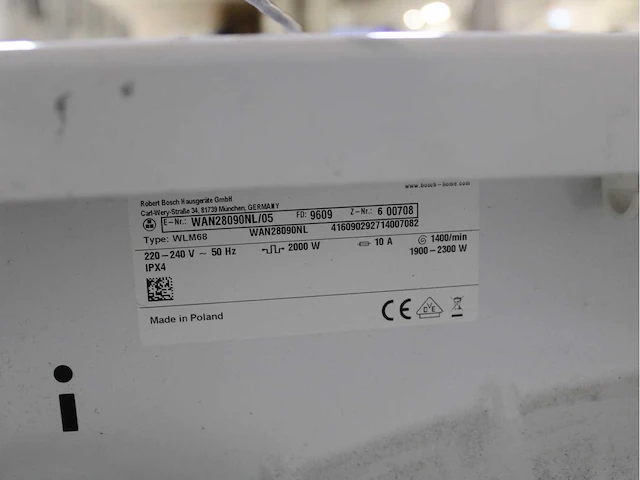 www.bosch-home.com
Robert Bosch Hausgeräte GmbH
Carl-Wery-Straße 34, 81739 München, GERMANY
E-Nr.: WAN28090NL/05 FD: 9609 Z-Nr.: 6 00708
Type: WLM68 WAN28090NL 416090292714007082
220-240 V ~ 50 Hz 2000 W 10 A 1400/min
IPX4 1900-2300 W
Made in Poland CE DVE
i